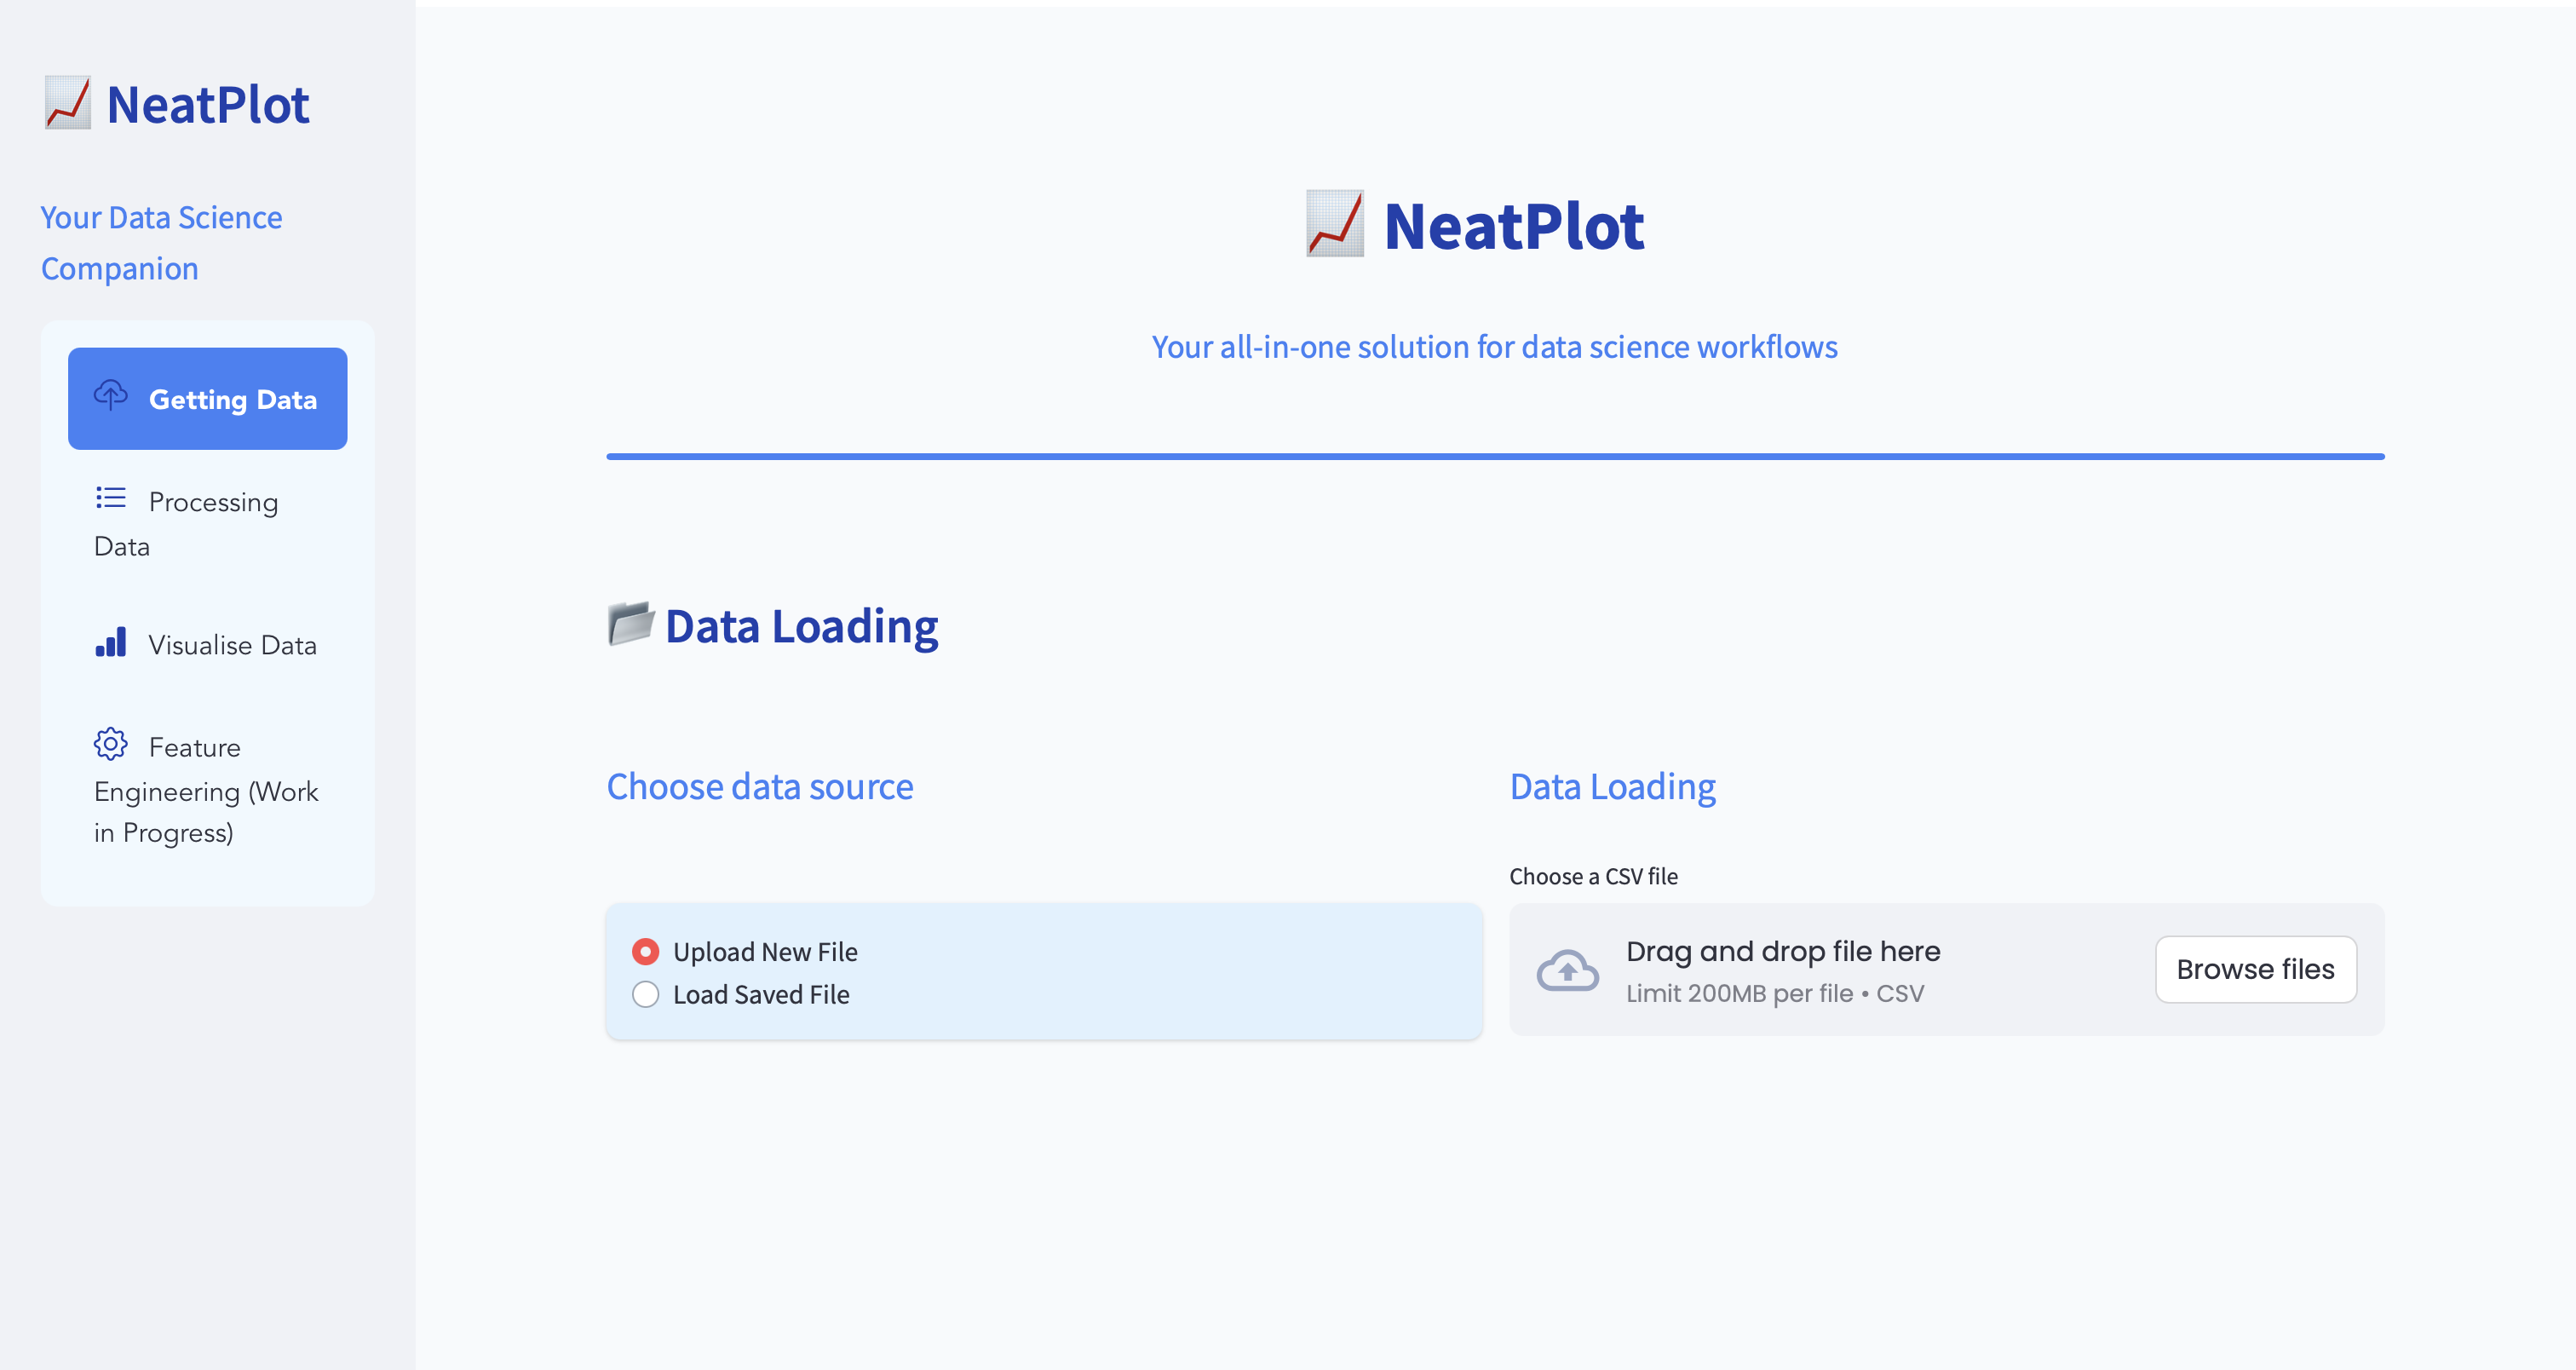 NeatPlot
Your Data Science
Companion
Getting Data
Processing
Data
Visualise Data
Feature
Engineering (Work
in Progress)
NeatPlot
Your all-in-one solution for data science workflows
Data Loading
Choose data source
Upload New File
Load Saved File
Data Loading
Choose a CSV file
Drag and drop file here
Limit 200MB per file • CSV
Browse files